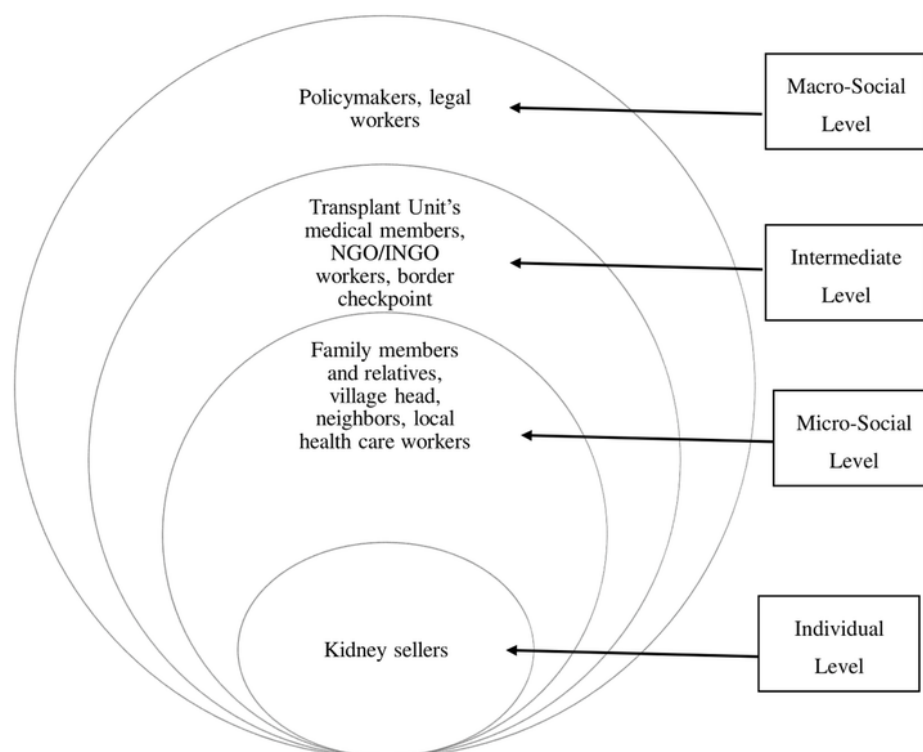 Policymakers, legal
workers
Macro-Social
Level
Transplant Unit's
medical members,
NGO/INGO
workers, border
checkpoint
Intermediate
Level
Family members
and relatives,
village head,
neighbors, local
health care workers
Micro-Social
Level
Kidney sellers
Individual
Level